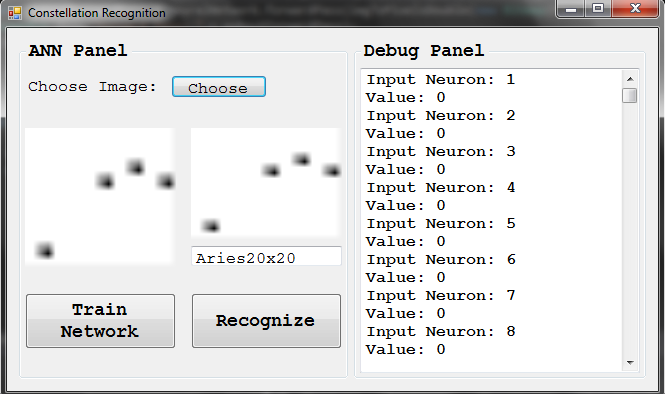 Constellation Recognition
ANN Panel
Choose Image:
Choose
Aries20x20
Train
Network
Recognize
Debug Panel
Input Neuron: 1
Value: 0
Input Neuron: 2
Value: 0
Input Neuron: 3
Value: 0
Input Neuron: 4
Value: 0
Input Neuron: 5
Value: 0
Input Neuron: 6
Value: 0
Input Neuron: 7
Value: 0
Input Neuron: 8
Value: 0